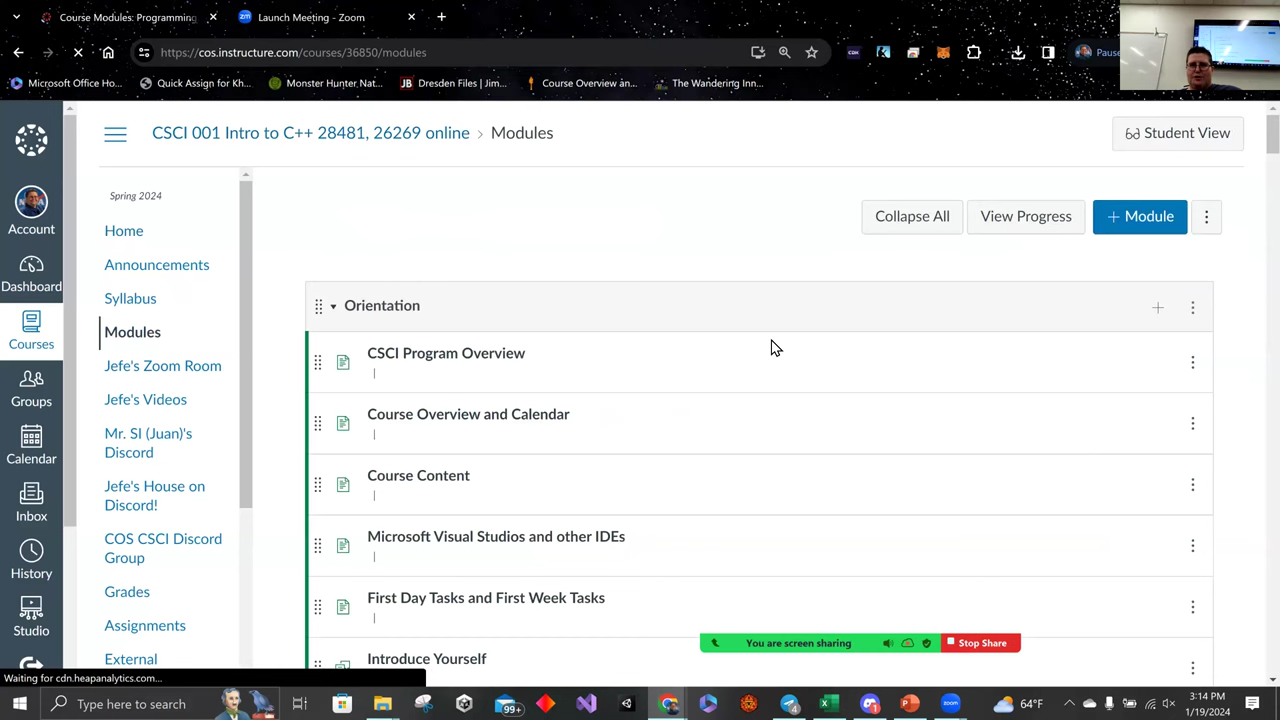 Course Modules: Programming
Launch Meeting - Zoom
https://cos.instructure.com/courses/36850/modules
Pause
Microsoft Office Ho...
Quick Assign for Kh...
Monster Hunter Nat...
JB
Dresden Files | Jim...
Course Overview an...
The Wandering Inn...
CSCI 001 Intro to C++ 28481, 26269 online > Modules
Student View
Spring 2024
Collapse All
View Progress
+ Module
Account
Dashboard
Courses
Groups
Calendar
Inbox
History
Studio
Home
Announcements
Syllabus
Modules
Jefe's Zoom Room
Jefe's Videos
Mr. SI (Juan)'s
Discord
Jefe's House on
Discord!
COS CSCI Discord
Group
Grades
Assignments
External
Orientation
CSCI Program Overview
|
Course Overview and Calendar
|
Course Content
|
Microsoft Visual Studios and other IDEs
|
First Day Tasks and First Week Tasks
|
Introduce Yourself
You are screen sharing
Stop Share
Waiting for cdn.heapanalytics.com...
Type here to search
99+
zoom
64°F
3:14 PM
1/19/2024